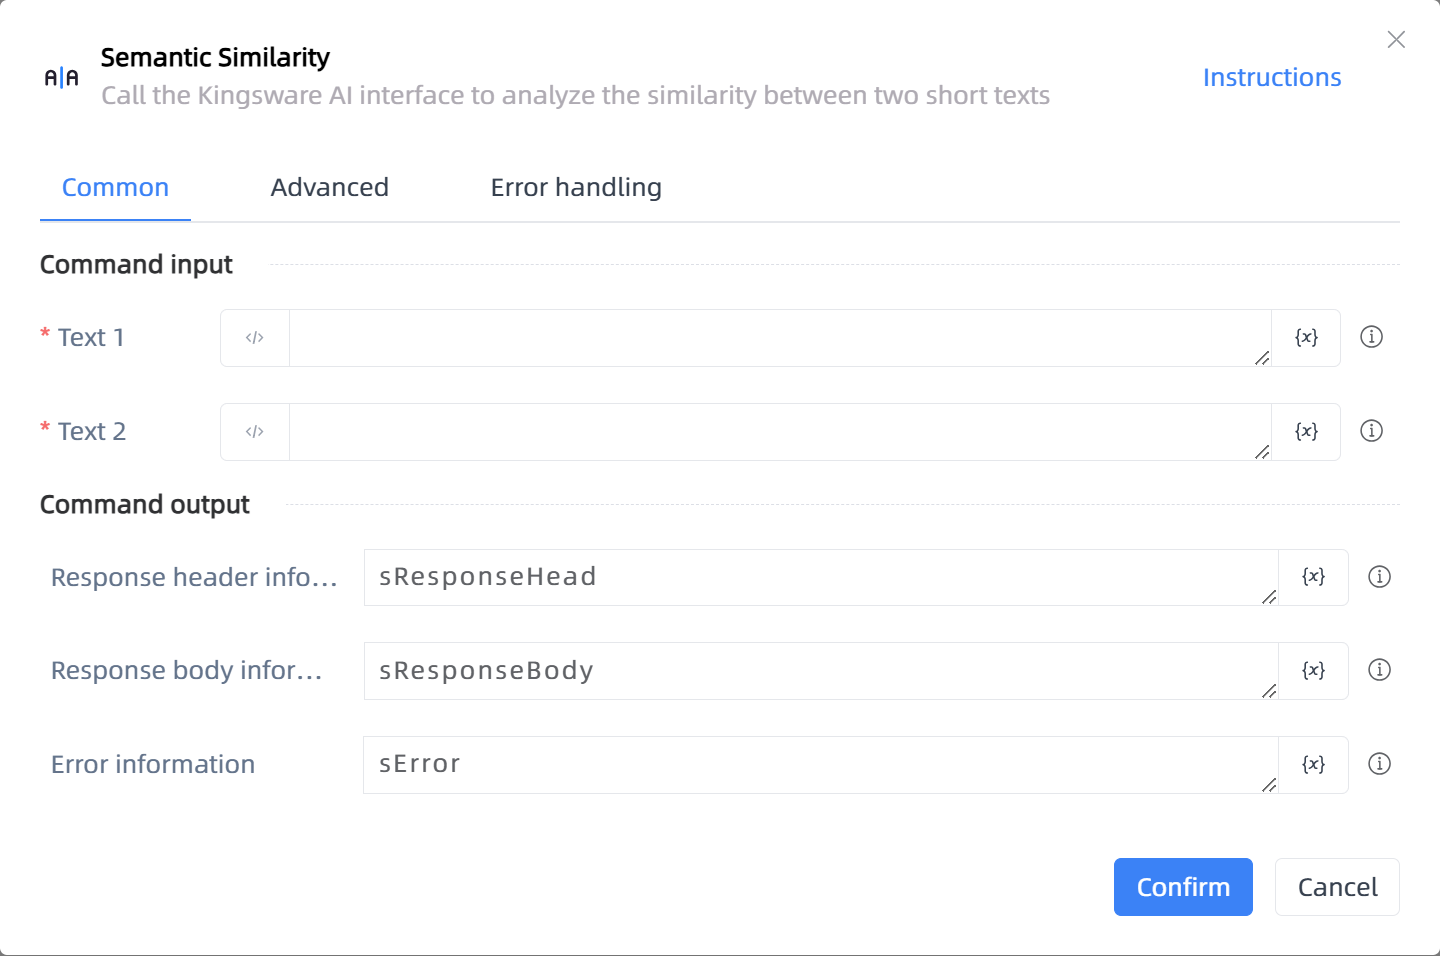 A|A
Semantic Similarity
Call the Kingsware AI interface to analyze the similarity between two short texts
Instructions
Common
Advanced
Error handling
Command input
* Text 1
</>
{x}
* Text 2
</>
{x}
Command output
Response header info...
sResponseHead
{x}
Response body infor...
sResponseBody
{x}
Error information
sError
{x}
Confirm
Cancel